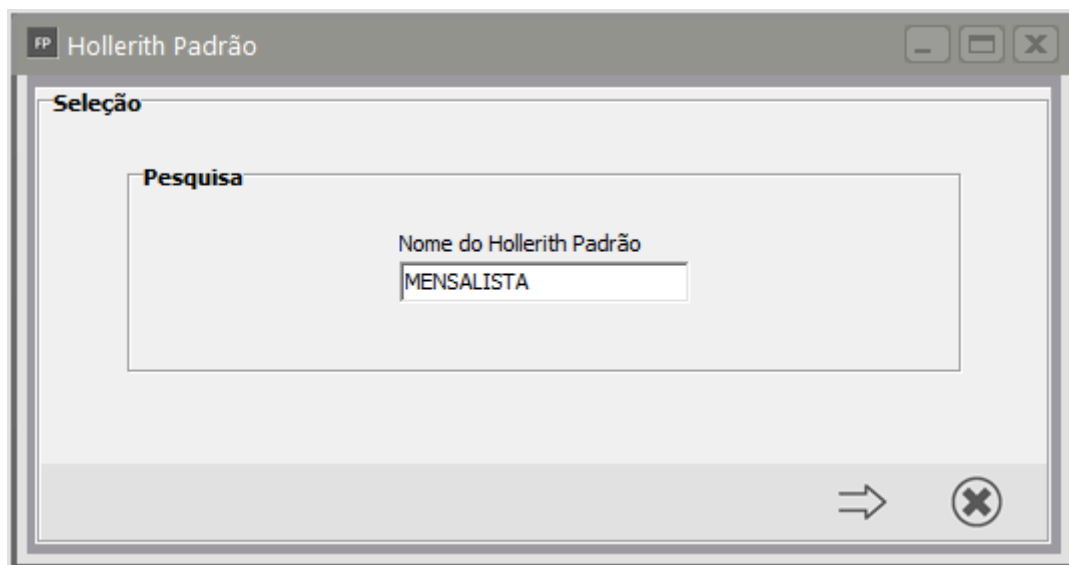 FP Hollerith Padrão
Seleção
Pesquisa
Nome do Hollerith Padrão
MENSALISTA